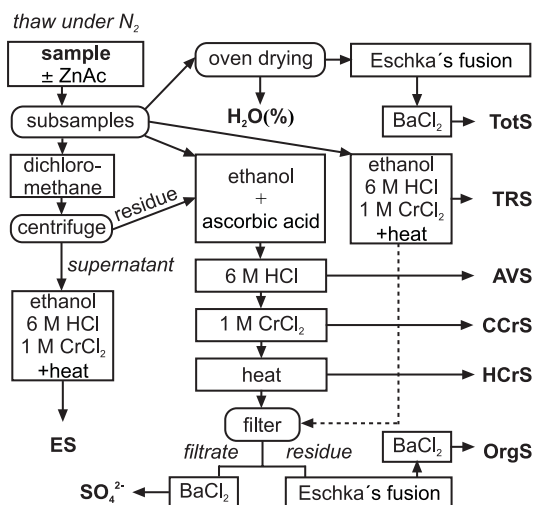 thaw under N₂
sample
± ZnAc
oven drying
Eschka´s fusion
H₂O(%)
BaCl₂
TotS
subsamples
dichloro-
methane
centrifuge
residue
supernatant
ethanol
+
ascorbic acid
ethanol
6 M HCl
1 M CrCl₂
+heat
TRS
6 M HCl
AVS
ethanol
6 M HCl
1 M CrCl₂
+heat
1 M CrCl₂
CCrS
heat
HCrS
ES
filter
filtrate
residue
BaCl₂
OrgS
SO₄²⁻
BaCl₂
Eschka´s fusion